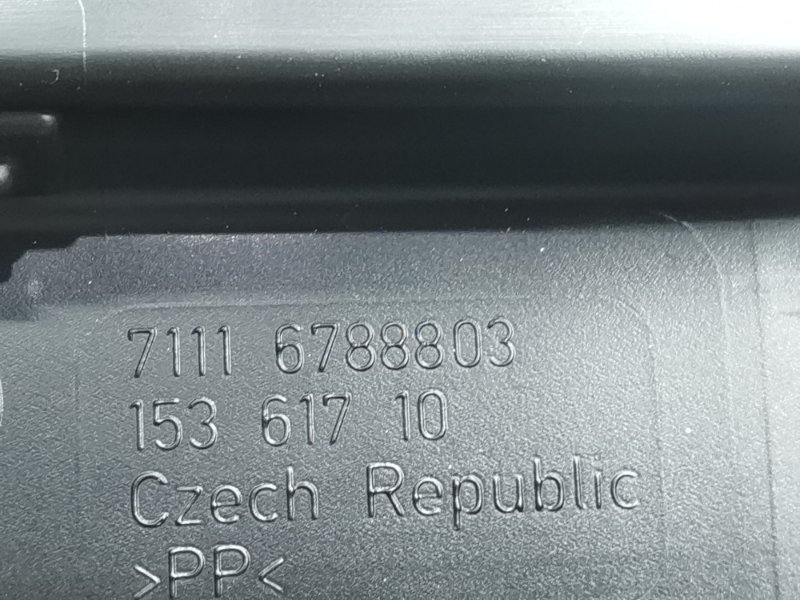 7111 6788803
153 617 10
Czech Republic
>PP<